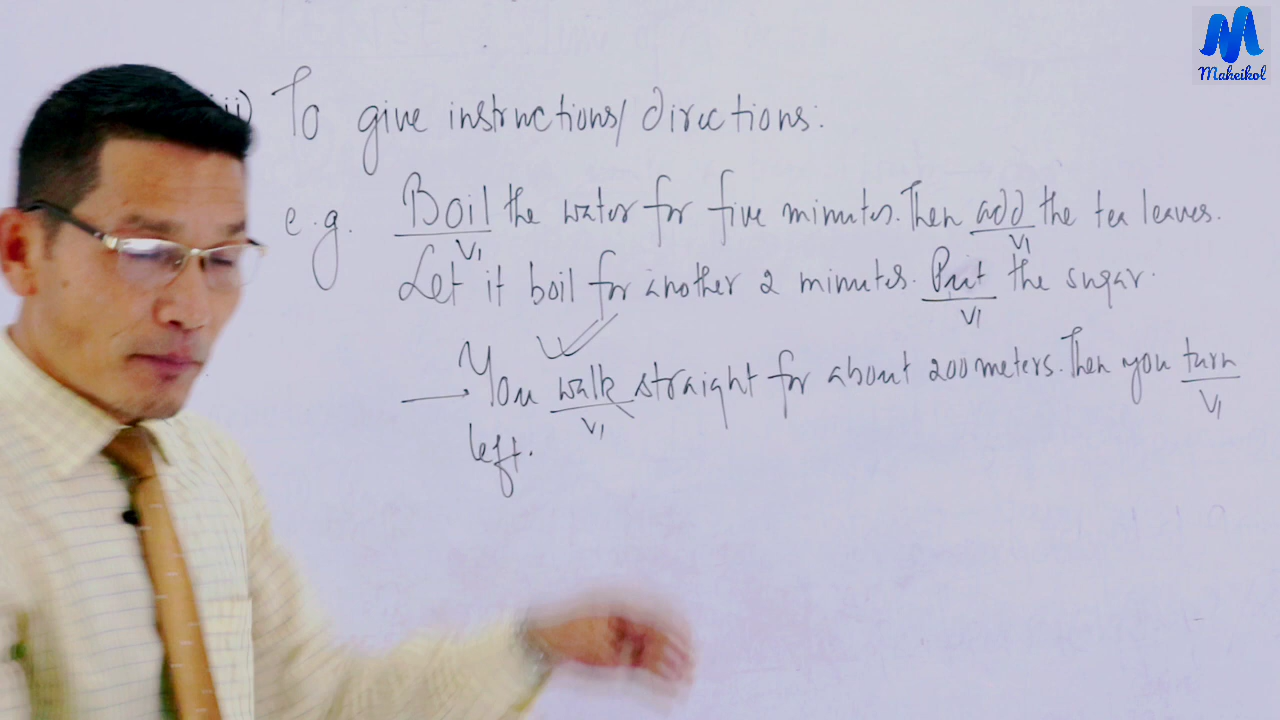 ii) To give instructions/directions:
e.g. Boil the water for five minutes. Then add the tea leaves.
V1 V1
Let it boil for another 2 minutes. Put the sugar.
V1
→ You walk straight for about 200 meters. Then you turn
V1 V1
left.
Maheikol